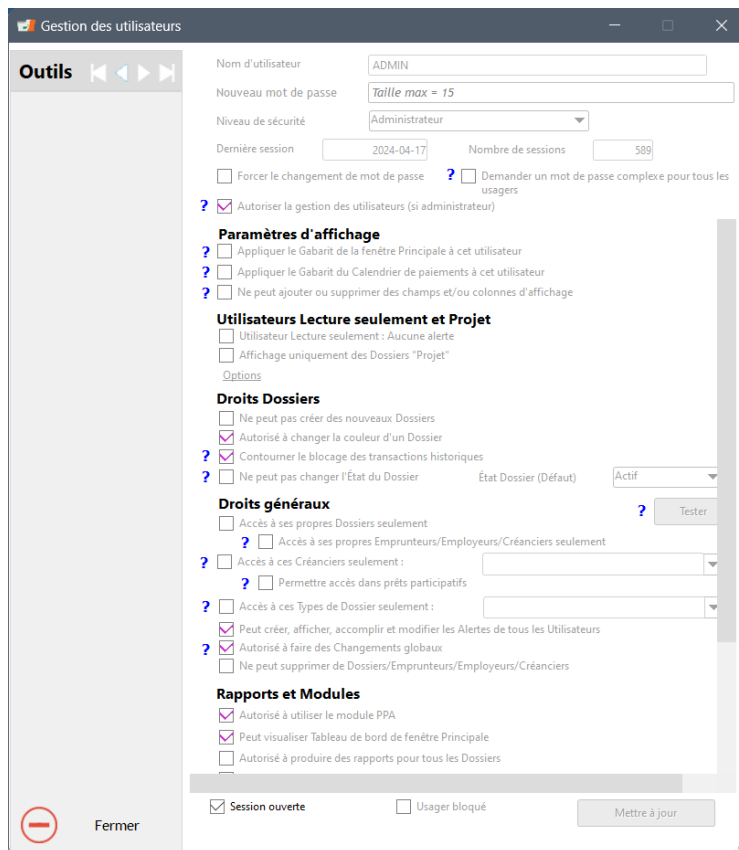 Gestion des utilisateurs
Outils
Nom d'utilisateur ADMIN
Nouveau mot de passe Taille max = 15
Niveau de sécurité Administrateur
Dernière session 2024-04-17 Nombre de sessions 589
Forcer le changement de mot de passe ? Demander un mot de passe complexe pour tous les
usagers
? Autoriser la gestion des utilisateurs (si administrateur)
Paramètres d'affichage
? Appliquer le Gabarit de la fenêtre Principale à cet utilisateur
? Appliquer le Gabarit du Calendrier de paiements à cet utilisateur
? Ne peut ajouter ou supprimer des champs et/ou colonnes d'affichage
Utilisateurs Lecture seulement et Projet
Utilisateur Lecture seulement : Aucune alerte
Affichage uniquement des Dossiers "Projet"
Options
Droits Dossiers
Ne peut pas créer des nouveaux Dossiers
Autorisé à changer la couleur d'un Dossier
? Contourner le blocage des transactions historiques
? Ne peut pas changer l'État du Dossier État Dossier (Défaut) Actif
Droits généraux ? Tester
Accès à ses propres Dossiers seulement
? Accès à ses propres Emprunteurs/Employeurs/Créanciers seulement
? Accès à ces Créanciers seulement :
? Permettre accès dans prêts participatifs
? Accès à ces Types de Dossier seulement :
Peut créer, afficher, accomplir et modifier les Alertes de tous les Utilisateurs
? Autorisé à faire des Changements globaux
Ne peut supprimer de Dossiers/Emprunteurs/Employeurs/Créanciers
Rapports et Modules
Autorisé à utiliser le module PPA
Peut visualiser Tableau de bord de fenêtre Principale
Autorisé à produire des rapports pour tous les Dossiers
Session ouverte Usager bloqué Mettre à jour
Fermer